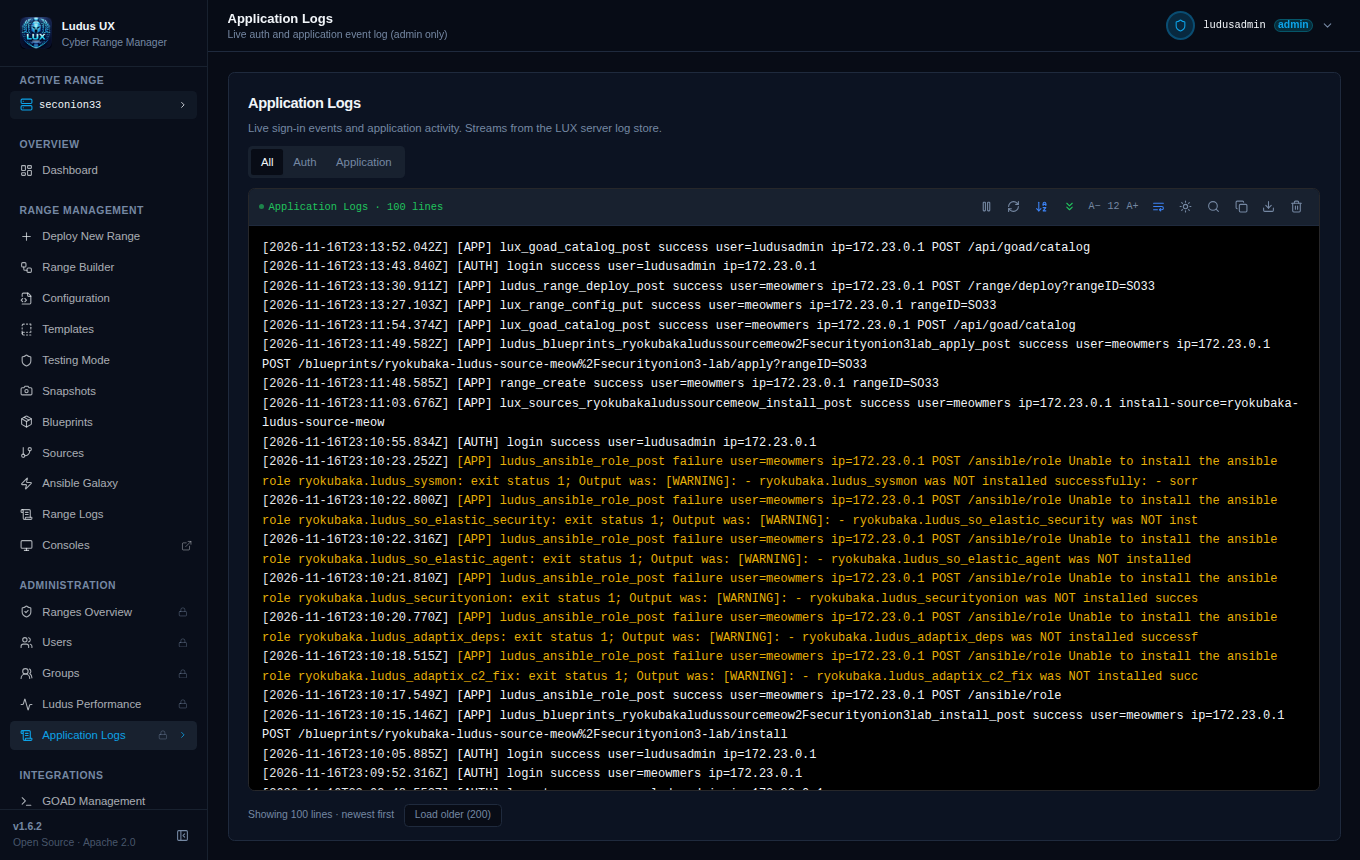 LUX
Ludus UX
Cyber Range Manager
ACTIVE RANGE
seconion33
OVERVIEW
Dashboard
RANGE MANAGEMENT
Deploy New Range
Range Builder
Configuration
Templates
Testing Mode
Snapshots
Blueprints
Sources
Ansible Galaxy
Range Logs
Consoles
ADMINISTRATION
Ranges Overview
Users
Groups
Ludus Performance
Application Logs
INTEGRATIONS
GOAD Management
v1.6.2
Open Source · Apache 2.0
Application Logs
Live auth and application event log (admin only)
ludusadmin admin
Application Logs
Live sign-in events and application activity. Streams from the LUX server log store.
All Auth Application
Application Logs · 100 lines
A− 12 A+
[2026-11-16T23:13:52.042Z] [APP] lux_goad_catalog_post success user=ludusadmin ip=172.23.0.1 POST /api/goad/catalog
[2026-11-16T23:13:43.840Z] [AUTH] login success user=ludusadmin ip=172.23.0.1
[2026-11-16T23:13:30.911Z] [APP] ludus_range_deploy_post success user=meowmers ip=172.23.0.1 POST /range/deploy?rangeID=SO33
[2026-11-16T23:13:27.103Z] [APP] lux_range_config_put success user=meowmers ip=172.23.0.1 rangeID=SO33
[2026-11-16T23:11:54.374Z] [APP] lux_goad_catalog_post success user=meowmers ip=172.23.0.1 POST /api/goad/catalog
[2026-11-16T23:11:49.582Z] [APP] ludus_blueprints_ryokubakaludussourcemeow2Fsecurityonion3lab_apply_post success user=meowmers ip=172.23.0.1
POST /blueprints/ryokubaka-ludus-source-meow%2Fsecurityonion3-lab/apply?rangeID=SO33
[2026-11-16T23:11:48.585Z] [APP] range_create success user=meowmers ip=172.23.0.1 rangeID=SO33
[2026-11-16T23:11:03.676Z] [APP] lux_sources_ryokubakaludussourcemeow_install_post success user=meowmers ip=172.23.0.1 install-source=ryokubaka-
ludus-source-meow
[2026-11-16T23:10:55.834Z] [AUTH] login success user=ludusadmin ip=172.23.0.1
[2026-11-16T23:10:23.252Z] [APP] ludus_ansible_role_post failure user=meowmers ip=172.23.0.1 POST /ansible/role Unable to install the ansible
role ryokubaka.ludus_sysmon: exit status 1; Output was: [WARNING]: - ryokubaka.ludus_sysmon was NOT installed successfully: - sorr
[2026-11-16T23:10:22.800Z] [APP] ludus_ansible_role_post failure user=meowmers ip=172.23.0.1 POST /ansible/role Unable to install the ansible
role ryokubaka.ludus_so_elastic_security: exit status 1; Output was: [WARNING]: - ryokubaka.ludus_so_elastic_security was NOT inst
[2026-11-16T23:10:22.316Z] [APP] ludus_ansible_role_post failure user=meowmers ip=172.23.0.1 POST /ansible/role Unable to install the ansible
role ryokubaka.ludus_so_elastic_agent: exit status 1; Output was: [WARNING]: - ryokubaka.ludus_so_elastic_agent was NOT installed
[2026-11-16T23:10:21.810Z] [APP] ludus_ansible_role_post failure user=meowmers ip=172.23.0.1 POST /ansible/role Unable to install the ansible
role ryokubaka.ludus_securityonion: exit status 1; Output was: [WARNING]: - ryokubaka.ludus_securityonion was NOT installed succes
[2026-11-16T23:10:20.770Z] [APP] ludus_ansible_role_post failure user=meowmers ip=172.23.0.1 POST /ansible/role Unable to install the ansible
role ryokubaka.ludus_adaptix_deps: exit status 1; Output was: [WARNING]: - ryokubaka.ludus_adaptix_deps was NOT installed successf
[2026-11-16T23:10:18.515Z] [APP] ludus_ansible_role_post failure user=meowmers ip=172.23.0.1 POST /ansible/role Unable to install the ansible
role ryokubaka.ludus_adaptix_c2_fix: exit status 1; Output was: [WARNING]: - ryokubaka.ludus_adaptix_c2_fix was NOT installed succ
[2026-11-16T23:10:17.549Z] [APP] ludus_ansible_role_post success user=meowmers ip=172.23.0.1 POST /ansible/role
[2026-11-16T23:10:15.146Z] [APP] ludus_blueprints_ryokubakaludussourcemeow2Fsecurityonion3lab_install_post success user=meowmers ip=172.23.0.1
POST /blueprints/ryokubaka-ludus-source-meow%2Fsecurityonion3-lab/install
[2026-11-16T23:10:05.885Z] [AUTH] login success user=ludusadmin ip=172.23.0.1
[2026-11-16T23:09:52.316Z] [AUTH] login success user=meowmers ip=172.23.0.1
Showing 100 lines · newest first
Load older (200)